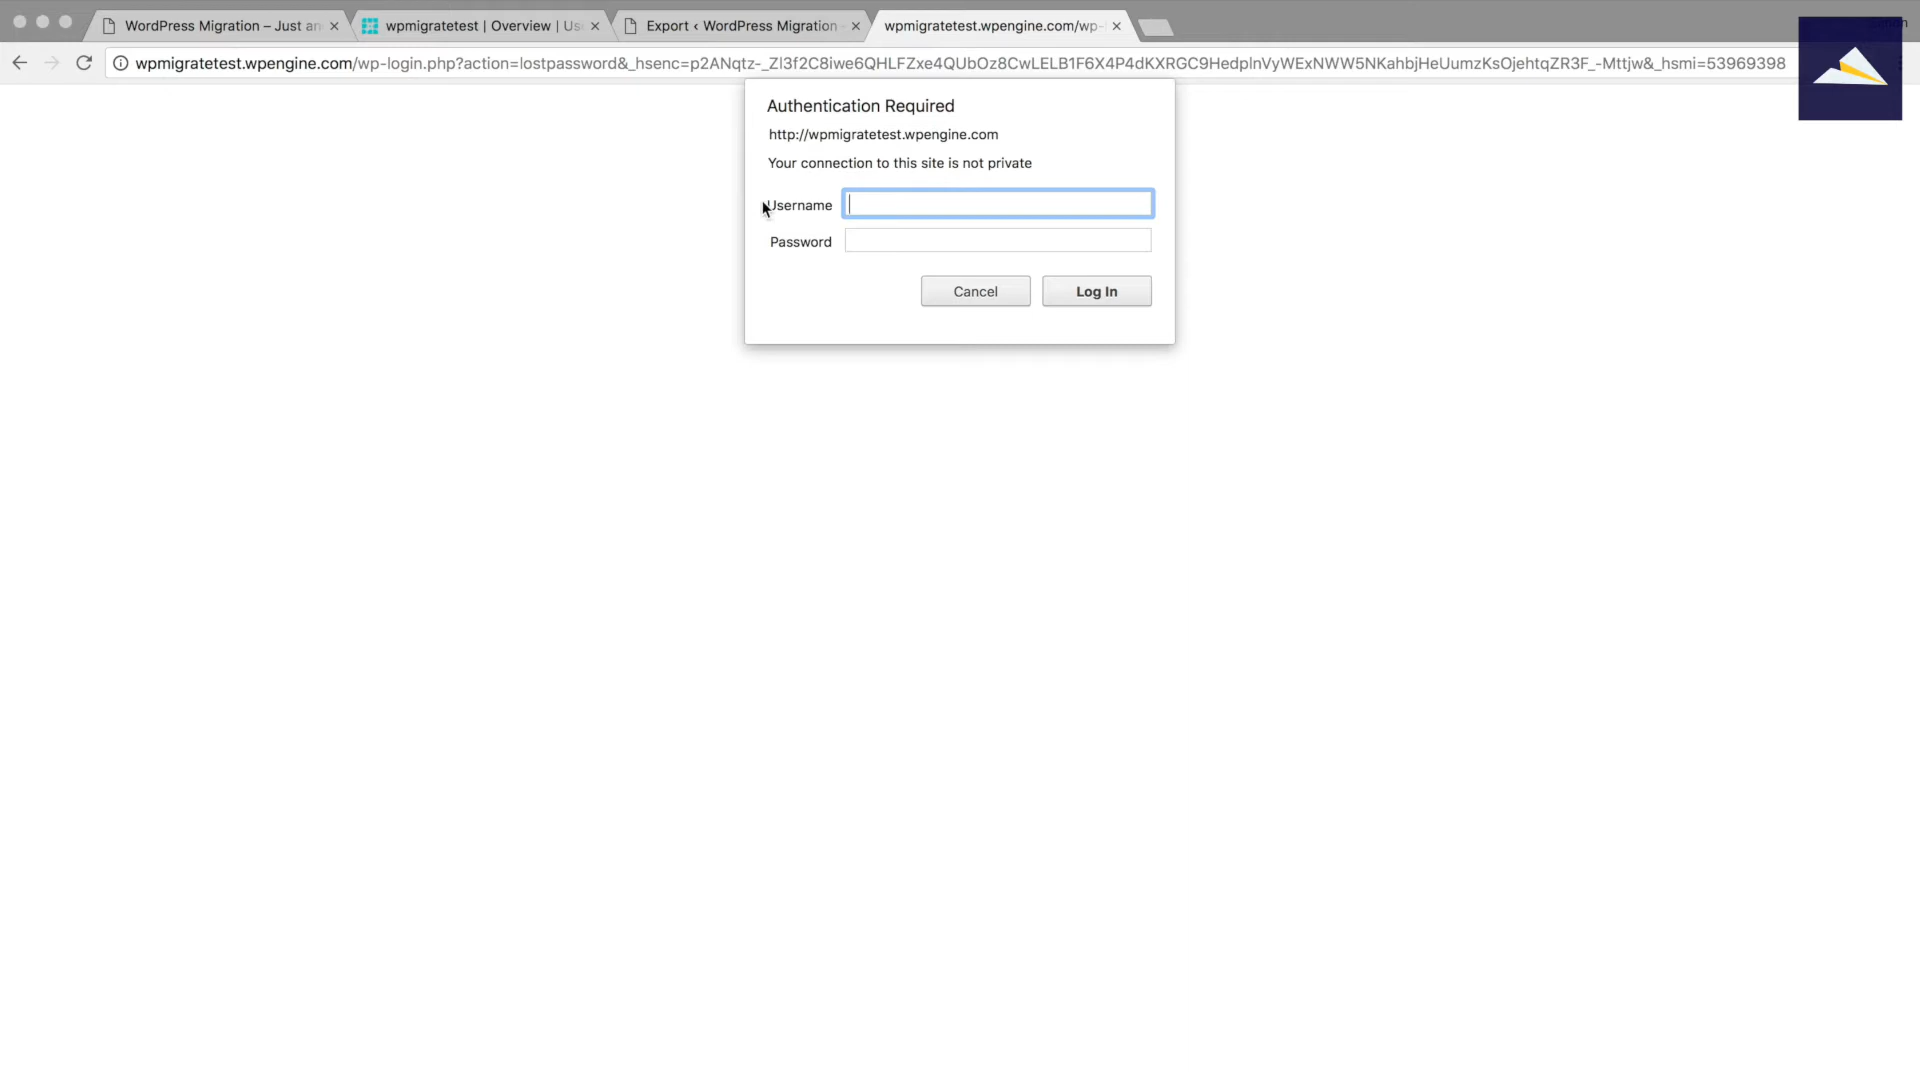 WordPress Migration – Just an
wpmigratetest | Overview | Us
Export ‹ WordPress Migration
wpmigratetest.wpengine.com/wp-
wpmigratetest.wpengine.com/wp-login.php?action=lostpassword&_hsenc=p2ANqtz-_Zl3f2C8iwe6QHLFZxe4QUbOz8CwLELB1F6X4P4dKXRGC9HedplnVyWExNWW5NKahbjHeUumzKsOjehtqZR3F_-Mttjw&_hsmi=53969398
Authentication Required
http://wpmigratetest.wpengine.com
Your connection to this site is not private
Username
Password
Cancel
Log In